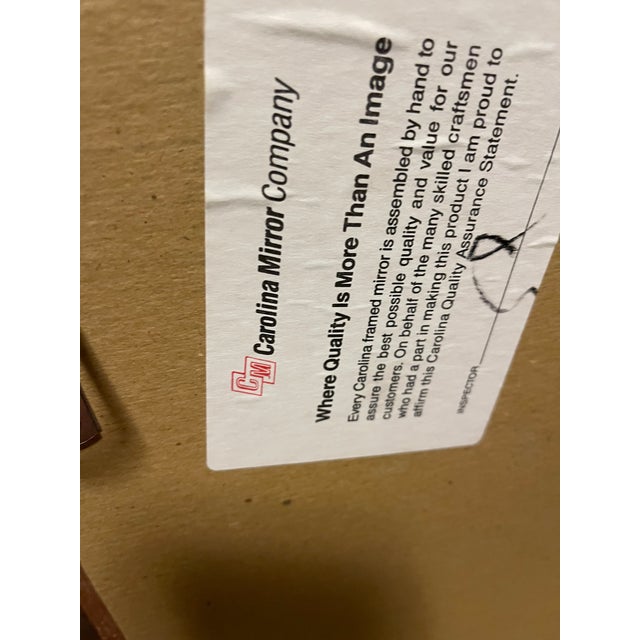 CM Carolina Mirror Company
Where Quality Is More Than An Image
Every Carolina framed mirror is assembled by hand to
assure the best possible quality and value for our
customers. On behalf of the many skilled craftsmen
who had a part in making this product I am proud to
affirm this Carolina Quality Assurance Statement.
INSPECTOR